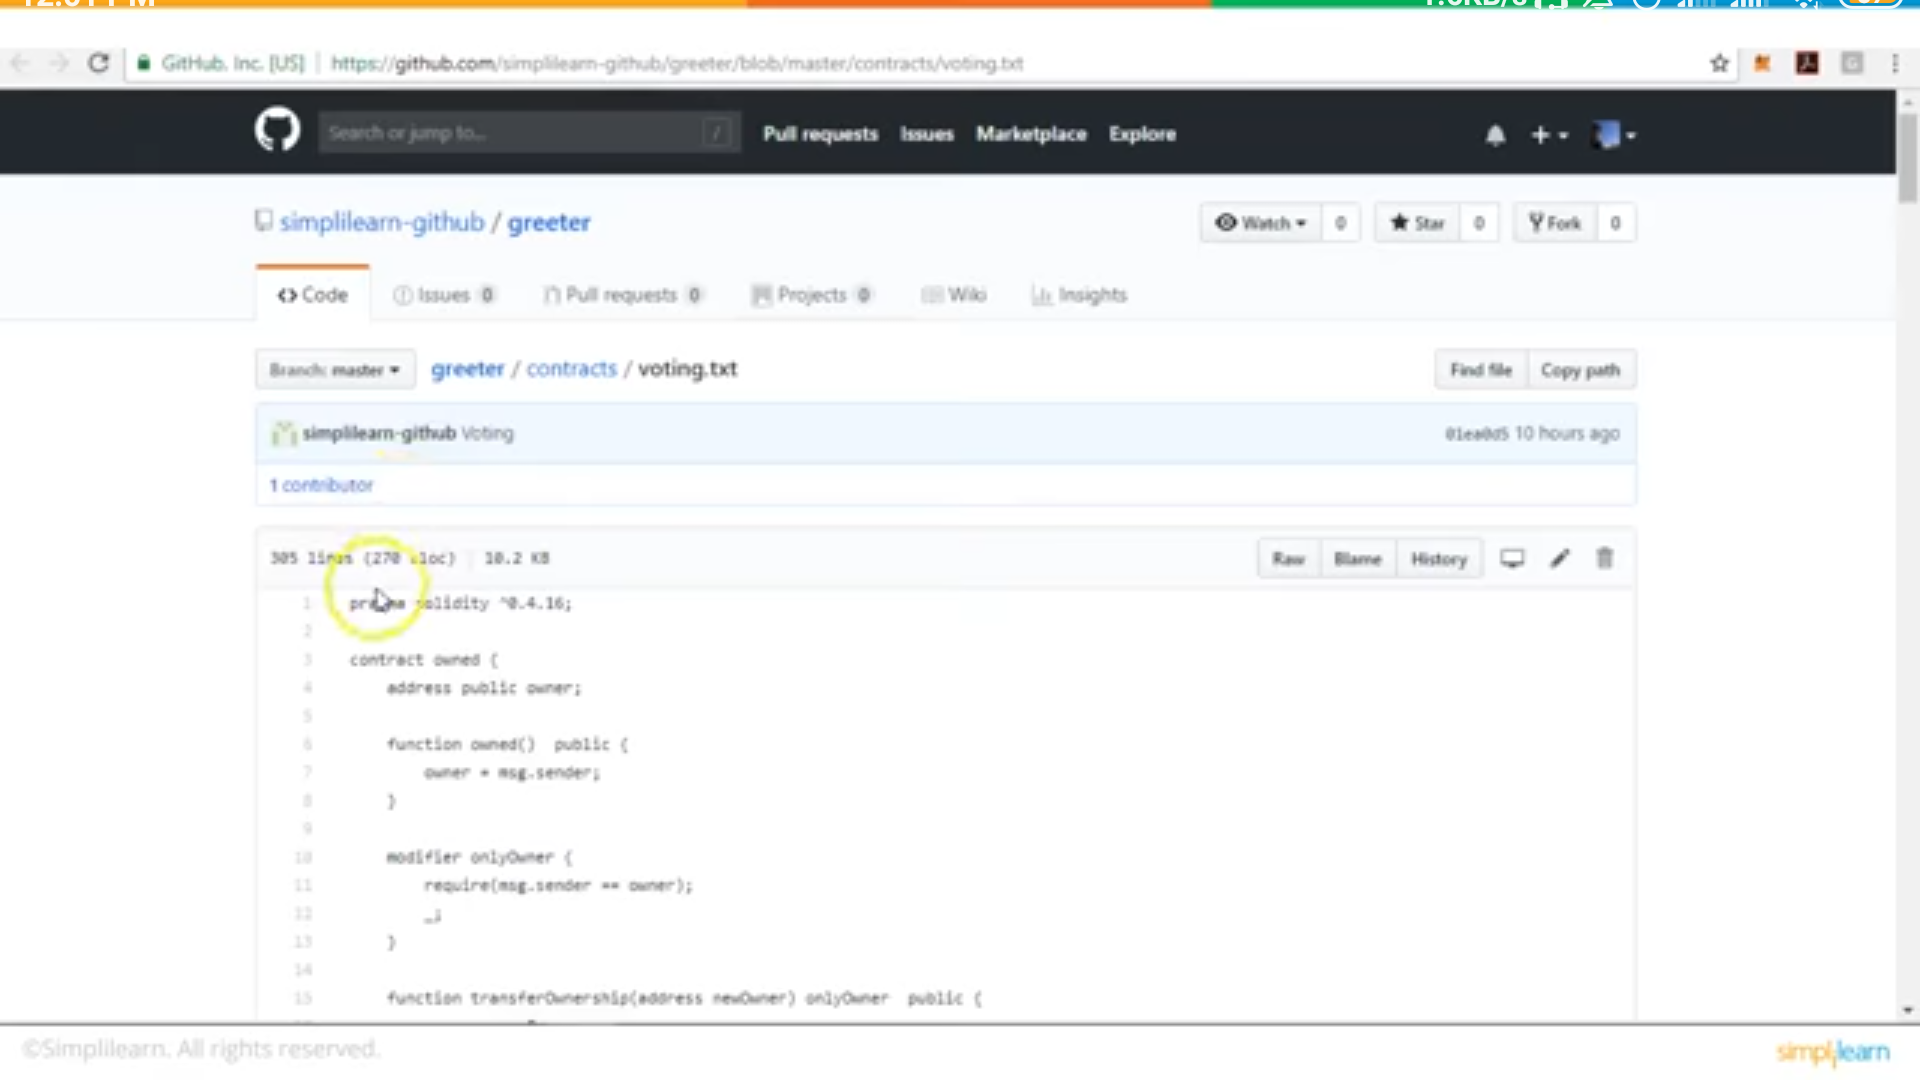 GitHub, Inc. [US] | https://github.com/simplilearn-github/greeter/blob/master/contracts/voting.txt
Search or jump to... / Pull requests Issues Marketplace Explore
simplilearn-github / greeter Watch 0 Star 0 Fork 0
Code Issues 0 Pull requests 0 Projects 0 Wiki Insights
Branch: master greeter / contracts / voting.txt Find file Copy path
simplilearn-github Voting 01ea0d5 10 hours ago
1 contributor
305 lines (270 sloc) 10.2 KB Raw Blame History
1 pragma solidity ^0.4.16;
2
3 contract owned {
4 address public owner;
5
6 function owned() public {
7 owner = msg.sender;
8 }
9
10 modifier onlyOwner {
11 require(msg.sender == owner);
12 _;
13 }
14
15 function transferOwnership(address newOwner) onlyOwner public {
©Simplilearn. All rights reserved. simplilearn